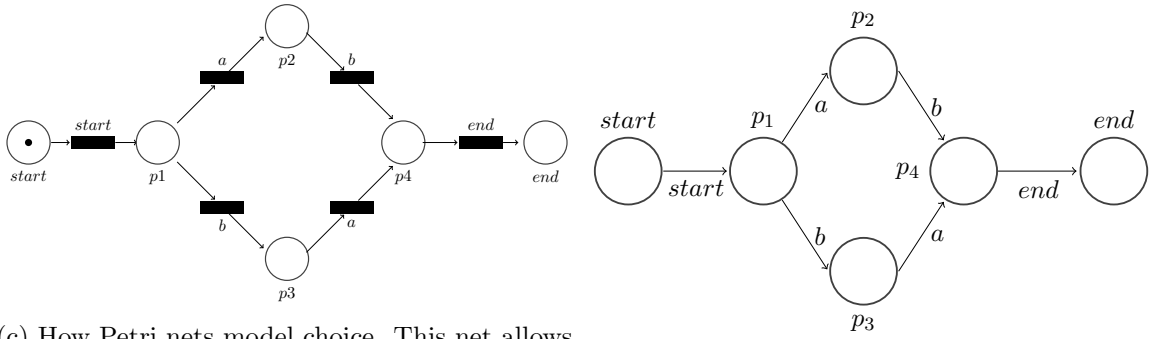 a
b
p2
start
end
start
p1
p4
end
b
a
p3
p2
a
b
start
p1
p4
end
start
end
b
a
p3
(c) How Petri nets model choice. This net allows